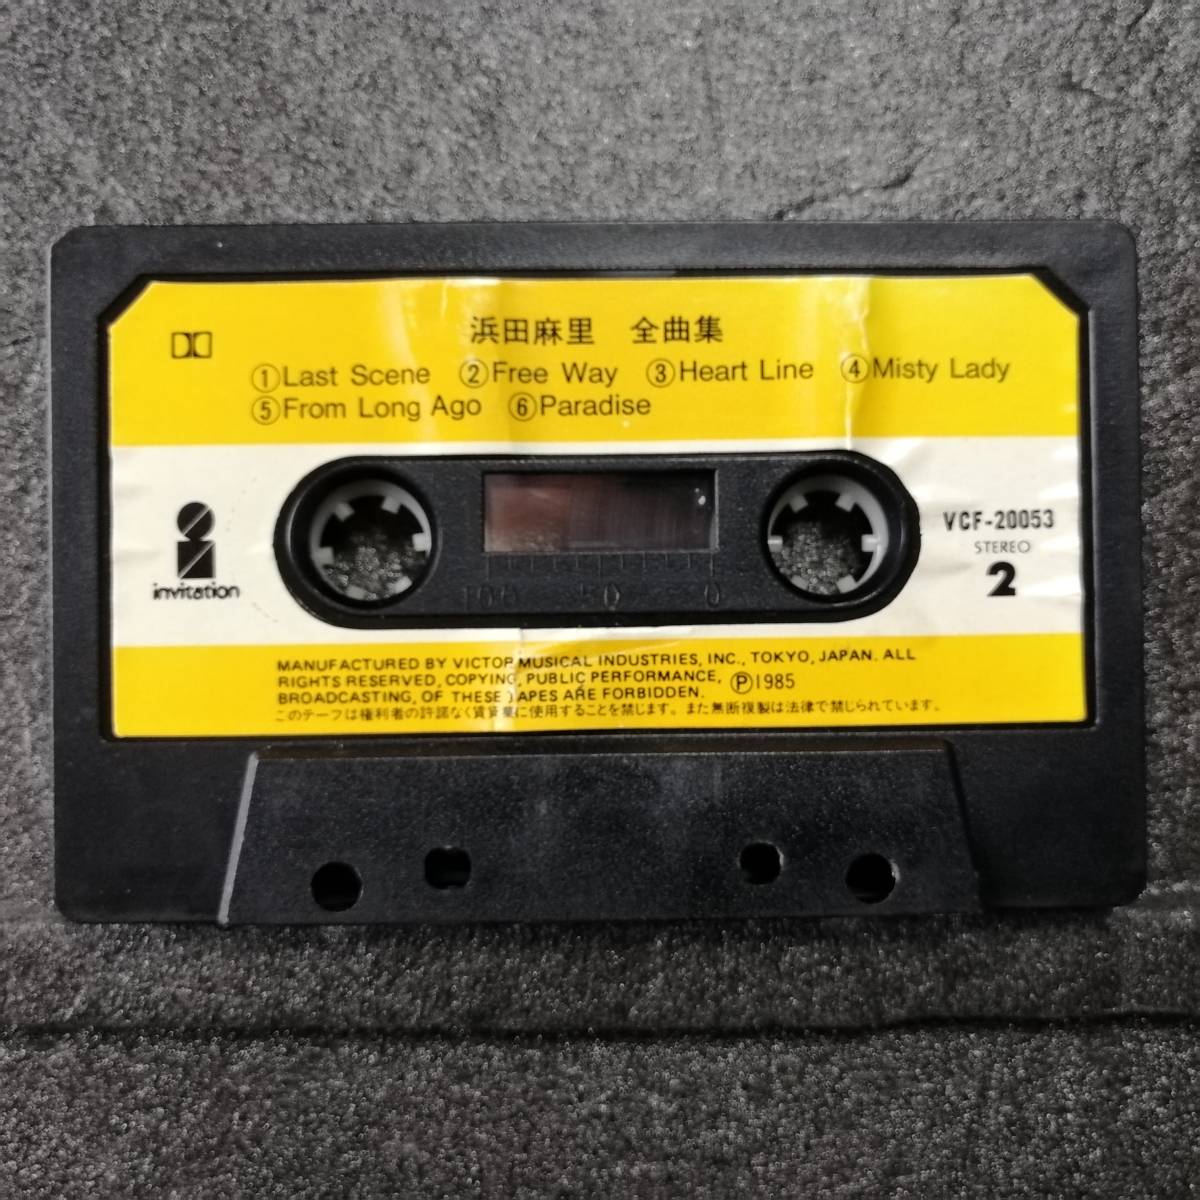 浜田麻里 全曲集
①Last Scene ②Free Way ③Heart Line ④Misty Lady
⑤From Long Ago ⑥Paradise
invitation
VCF-20053
STEREO
2
100 50 0
MANUFACTURED BY VICTOR MUSICAL INDUSTRIES, INC., TOKYO, JAPAN. ALL
RIGHTS RESERVED, COPYING, PUBLIC PERFORMANCE,
BROADCASTING, OF THESE TAPES ARE FORBIDDEN. Ⓟ1985
このテープは権利者の許諾なく賃貸業に使用することを禁じます。また無断複製は法律で禁じられています。